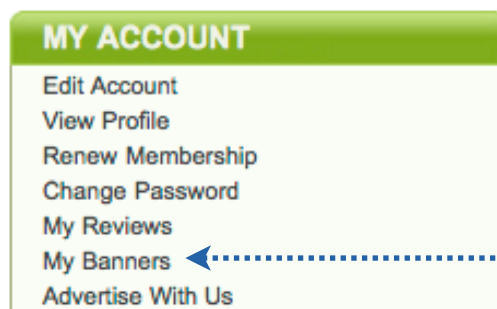 MY ACCOUNT
Edit Account
View Profile
Renew Membership
Change Password
My Reviews
My Banners
Advertise With Us